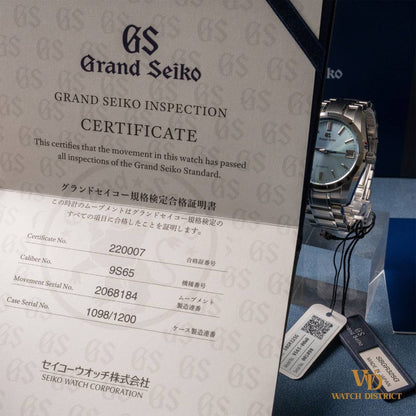 GS
Grand Seiko
GRAND SEIKO INSPECTION
CERTIFICATE
This certifies that the movement in this watch has passed
all inspections of the Grand Seiko Standard.
グランドセイコー規格検定合格証明書
この時計のムーブメントはグランドセイコー規格検定の
すべての項目に合格したことを証明します。
Certificate No. 220007 合格証番号
Caliber No. 9S65 機種番号
Movement Serial No. 2068184 ムーブメント製造連番
Case Serial No. 1098/1200 ケース製造連番
セイコーウオッチ株式会社
SEIKO WATCH CORPORATION
GS
WD
WATCH DISTRICT